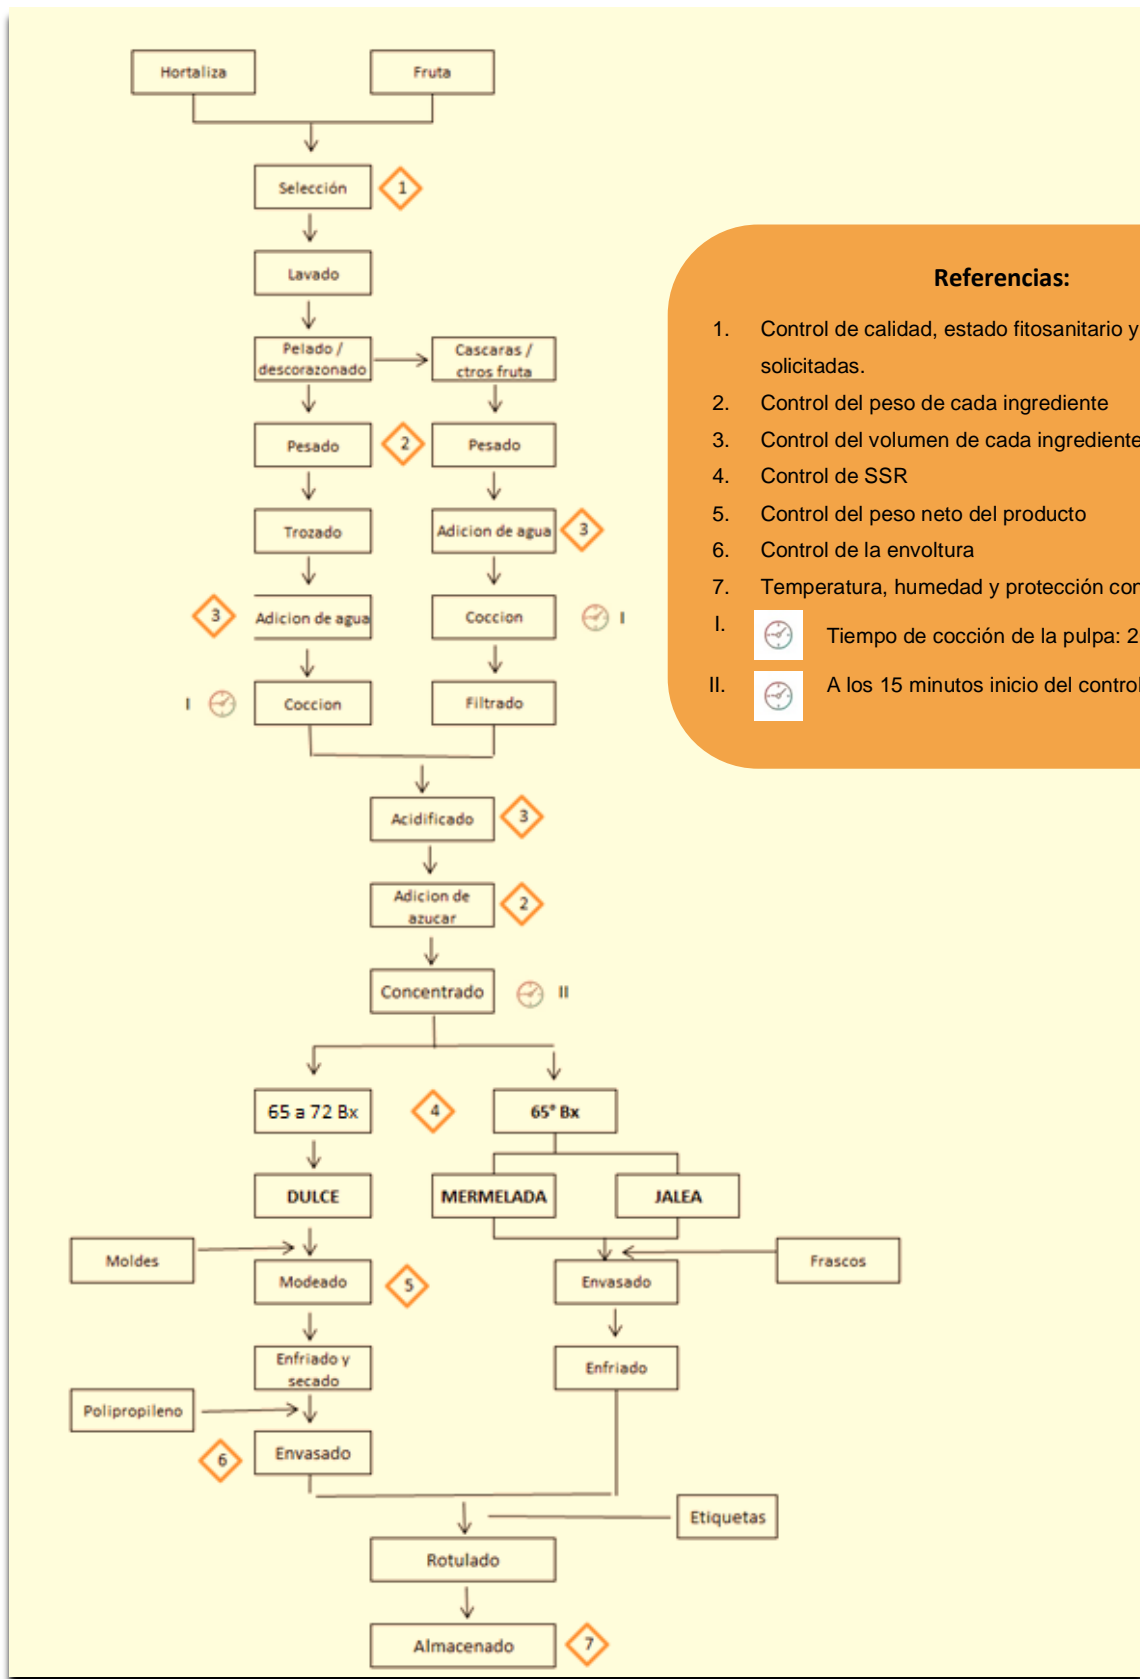 Hortaliza
Fruta
Selección
1
Lavado
Pelado /
descorazonado
Cascaras /
ctros fruta
Pesado
2
Pesado
Trozado
Adicion de agua
3
3
Adicion de agua
Coccion
I
I
Coccion
Filtrado
Acidificado
3
Adicion de
azucar
2
Concentrado
II
65 a 72 Bx
4
65° Bx
DULCE
MERMELADA
JALEA
Moldes
Modeado
5
Envasado
Frascos
Enfriado y
secado
Enfriado
Polipropileno
6
Envasado
Etiquetas
Rotulado
Almacenado
7
Referencias:
1. Control de calidad, estado fitosanitario y
solicitadas.
2. Control del peso de cada ingrediente
3. Control del volumen de cada ingrediente
4. Control de SSR
5. Control del peso neto del producto
6. Control de la envoltura
7. Temperatura, humedad y protección con
I. Tiempo de cocción de la pulpa: 2
II. A los 15 minutos inicio del control